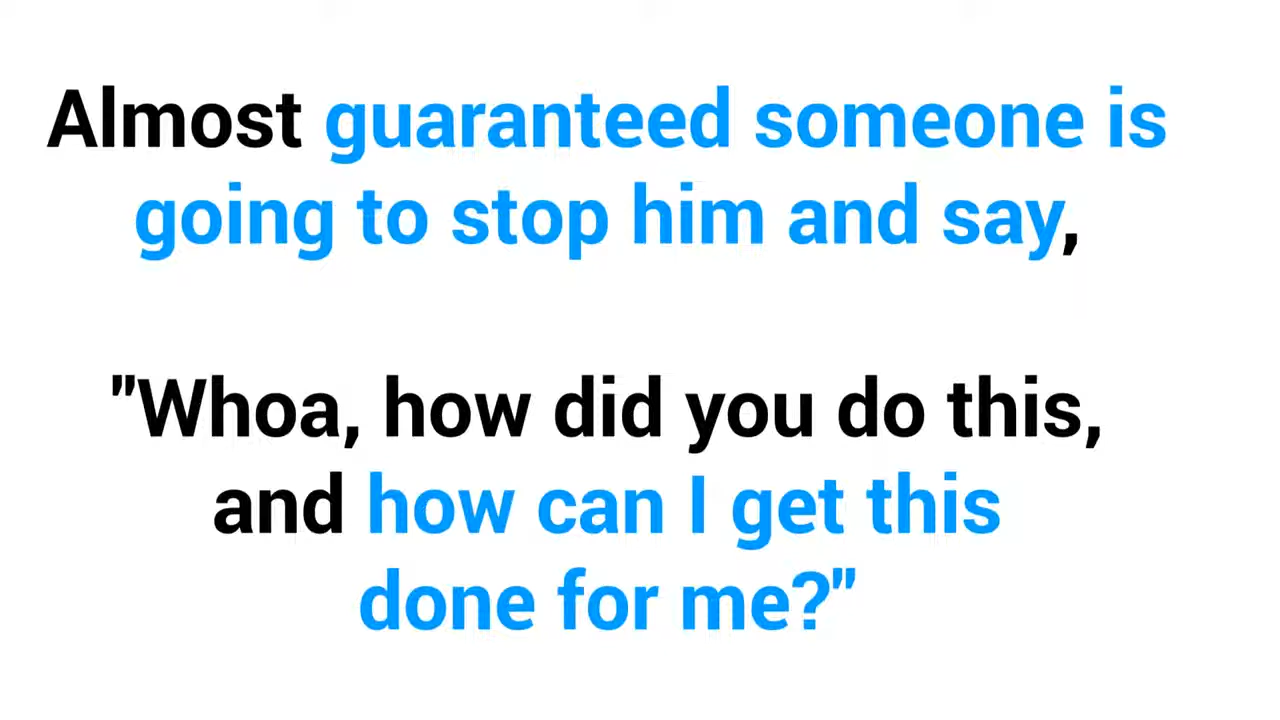 Almost guaranteed someone is
going to stop him and say,
"Whoa, how did you do this,
and how can I get this
done for me?"